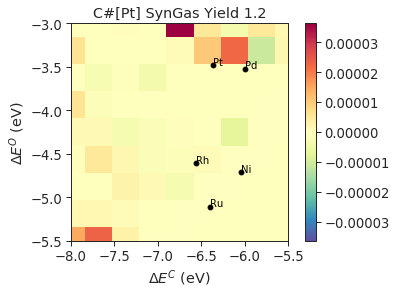 C#[Pt] SynGas Yield 1.2
−3.0
−3.5
−4.0
−4.5
−5.0
−5.5
ΔE^O (eV)
Pt
Pd
Rh
Ni
Ru
−8.0 −7.5 −7.0 −6.5 −6.0 −5.5
ΔE^C (eV)
0.00003
0.00002
0.00001
0.00000
−0.00001
−0.00002
−0.00003